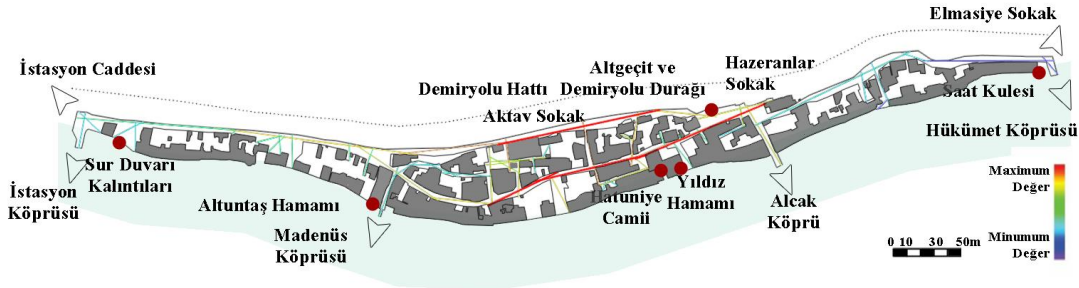 Elmasiye Sokak
İstasyon Caddesi
Demiryolu Hattı
Altgeçit ve
Demiryolu Durağı
Hazeranlar
Sokak
Aktav Sokak
Saat Kulesi
Hükümet Köprüsü
Sur Duvarı
Kalıntıları
İstasyon
Köprüsü
Altuntaş Hamamı
Madenüs
Köprüsü
Hatuniye
Camii
Yıldız
Hamamı
Alcak
Köprü
Maximum
Değer
Minumum
Değer
0 10 30 50m